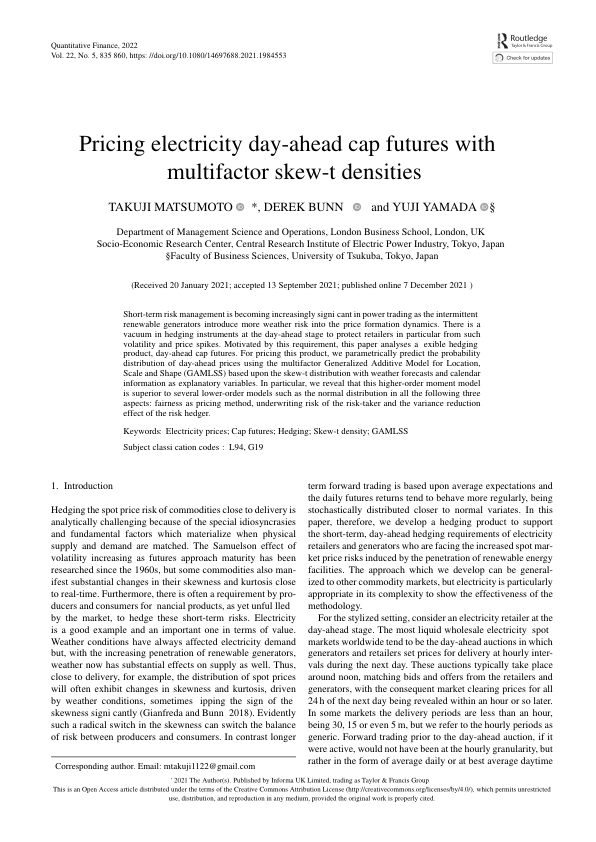 Quantitative Finance, 2022
Vol. 22, No. 5, 835 860, https: //doi.org/10.1080/14697688.2021.1984553
Routledge
Taylor & Francis Group
Check for updates
Pricing electricity day-ahead cap futures with
multifactor skew-t densities
TAKUJI MATSUMOTO *, DEREK BUNN and YUJI YAMADA §
Department of Management Science and Operations, London Business School, London, UK
Socio-Economic Research Center, Central Research Institute of Electric Power Industry, Tokyo, Japan
§Faculty of Business Sciences, University of Tsukuba, Tokyo, Japan
(Received 20 January 2021; accepted 13 September 2021; published online 7 December 2021 )
Short-term risk management is becoming increasingly signi cant in power trading as the intermittent
renewable generators introduce more weather risk into the price formation dynamics. There is a
vacuum in hedging instruments at the day-ahead stage to protect retailers in particular from such
volatility and price spikes. Motivated by this requirement, this paper analyses a exible hedging
product, day-ahead cap futures. For pricing this product, we parametrically predict the probability
distribution of day-ahead prices using the multifactor Generalized Additive Model for Location,
Scale and Shape (GAMLSS) based upon the skew-t distribution with weather forecasts and calendar
information as explanatory variables. In particular, we reveal that this higher-order moment model
is superior to several lower-order models such as the normal distribution in all the following three
aspects: fairness as pricing method, underwriting risk of the risk-taker and the variance reduction
effect of the risk hedger.
Keywords: Electricity prices; Cap futures; Hedging; Skew-t density; GAMLSS
Subject classi cation codes : L94, G19
1. Introduction
Hedging the spot price risk of commodities close to delivery is
analytically challenging because of the special idiosyncrasies
and fundamental factors which materialize when physical
supply and demand are matched. The Samuelson effect of
volatility increasing as futures approach maturity has been
researched since the 1960s, but some commodities also man-
ifest substantial changes in their skewness and kurtosis close
to real-time. Furthermore, there is often a requirement by pro-
ducers and consumers for nancial products, as yet unful lled
by the market, to hedge these short-term risks. Electricity
is a good example and an important one in terms of value.
Weather conditions have always affected electricity demand
but, with the increasing penetration of renewable generators,
weather now has substantial effects on supply as well. Thus,
close to delivery, for example, the distribution of spot prices
will often exhibit changes in skewness and kurtosis, driven
by weather conditions, sometimes ipping the sign of the
skewness signi cantly (Gianfreda and Bunn 2018). Evidently
such a radical switch in the skewness can switch the balance
of risk between producers and consumers. In contrast longer
Corresponding author. Email: mtakuji1122@gmail.com
term forward trading is based upon average expectations and
the daily futures returns tend to behave more regularly, being
stochastically distributed closer to normal variates. In this
paper, therefore, we develop a hedging product to support
the short-term, day-ahead hedging requirements of electricity
retailers and generators who are facing the increased spot mar-
ket price risks induced by the penetration of renewable energy
facilities. The approach which we develop can be general-
ized to other commodity markets, but electricity is particularly
appropriate in its complexity to show the effectiveness of the
methodology.
For the stylized setting, consider an electricity retailer at the
day-ahead stage. The most liquid wholesale electricity spot
markets worldwide tend to be the day-ahead auctions in which
generators and retailers set prices for delivery at hourly inter-
vals during the next day. These auctions typically take place
around noon, matching bids and offers from the retailers and
generators, with the consequent market clearing prices for all
24 h of the next day being revealed within an hour or so later.
In some markets the delivery periods are less than an hour,
being 30, 15 or even 5 m, but we refer to the hourly periods as
generic. Forward trading prior to the day-ahead auction, if it
were active, would not have been at the hourly granularity, but
rather in the form of average daily or at best average daytime
' 2021 The Author(s). Published by Informa UK Limited, trading as Taylor & Francis Group
This is an Open Access article distributed under the terms of the Creative Commons Attribution License (http://creativecommons.org/licenses/by/4.0/), which permits unrestricted
use, distribution, and reproduction in any medium, provided the original work is properly cited.